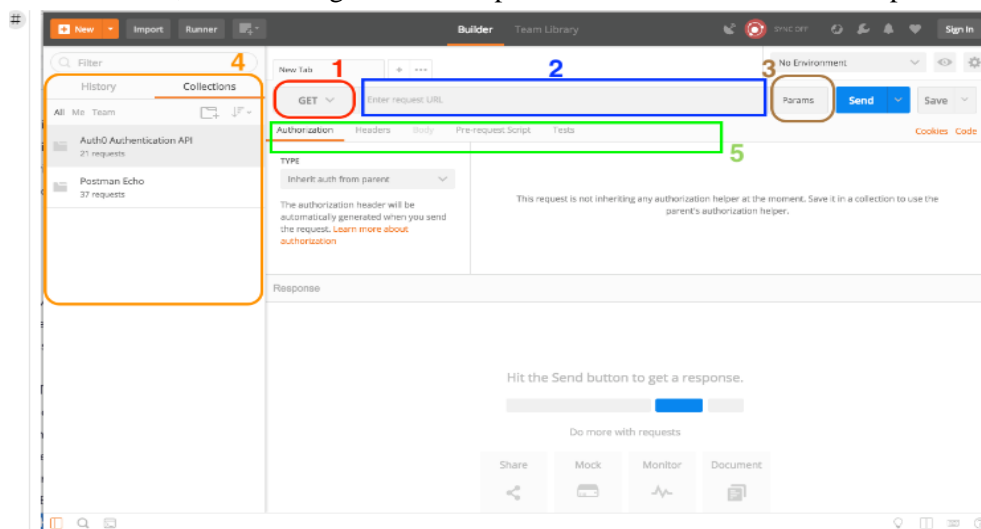 #
New Import Runner Builder Team Library SYNC OFF Sign In
Filter 4
New Tab 1 + ... 2 3 No Environment
History Collections
GET Enter request URL Params Send Save
All Me Team
Authorization Headers Body Pre-request Script Tests Cookies Code
5
Auth0 Authentication API
21 requests
TYPE
Inherit auth from parent
Postman Echo
37 requests
The authorization header will be
automatically generated when you send
the request. Learn more about
authorization
This request is not inheriting any authorization helper at the moment. Save it in a collection to use the
parent's authorization helper.
Response
Hit the Send button to get a response.
Do more with requests
Share Mock Monitor Document